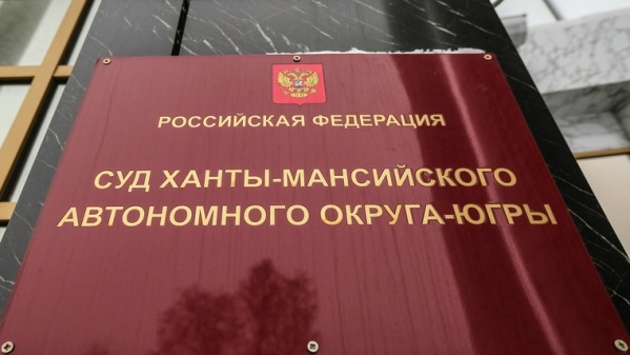 РОССИЙСКАЯ ФЕДЕРАЦИЯ
СУД ХАНТЫ-МАНСИЙСКОГО
АВТОНОМНОГО ОКРУГА-ЮГРЫ